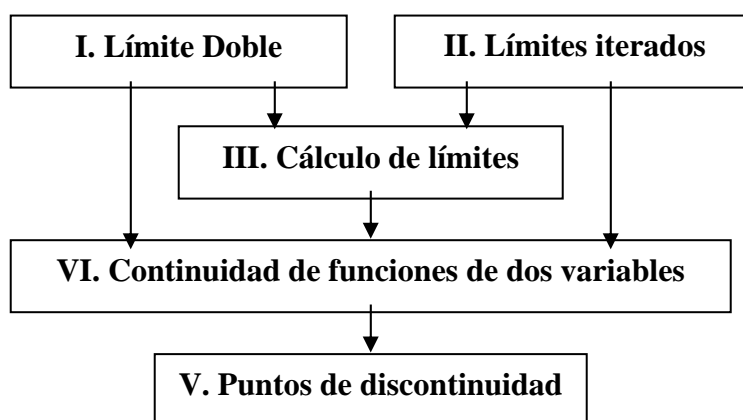 I. Límite Doble
II. Límites iterados
III. Cálculo de límites
VI. Continuidad de funciones de dos variables
V. Puntos de discontinuidad